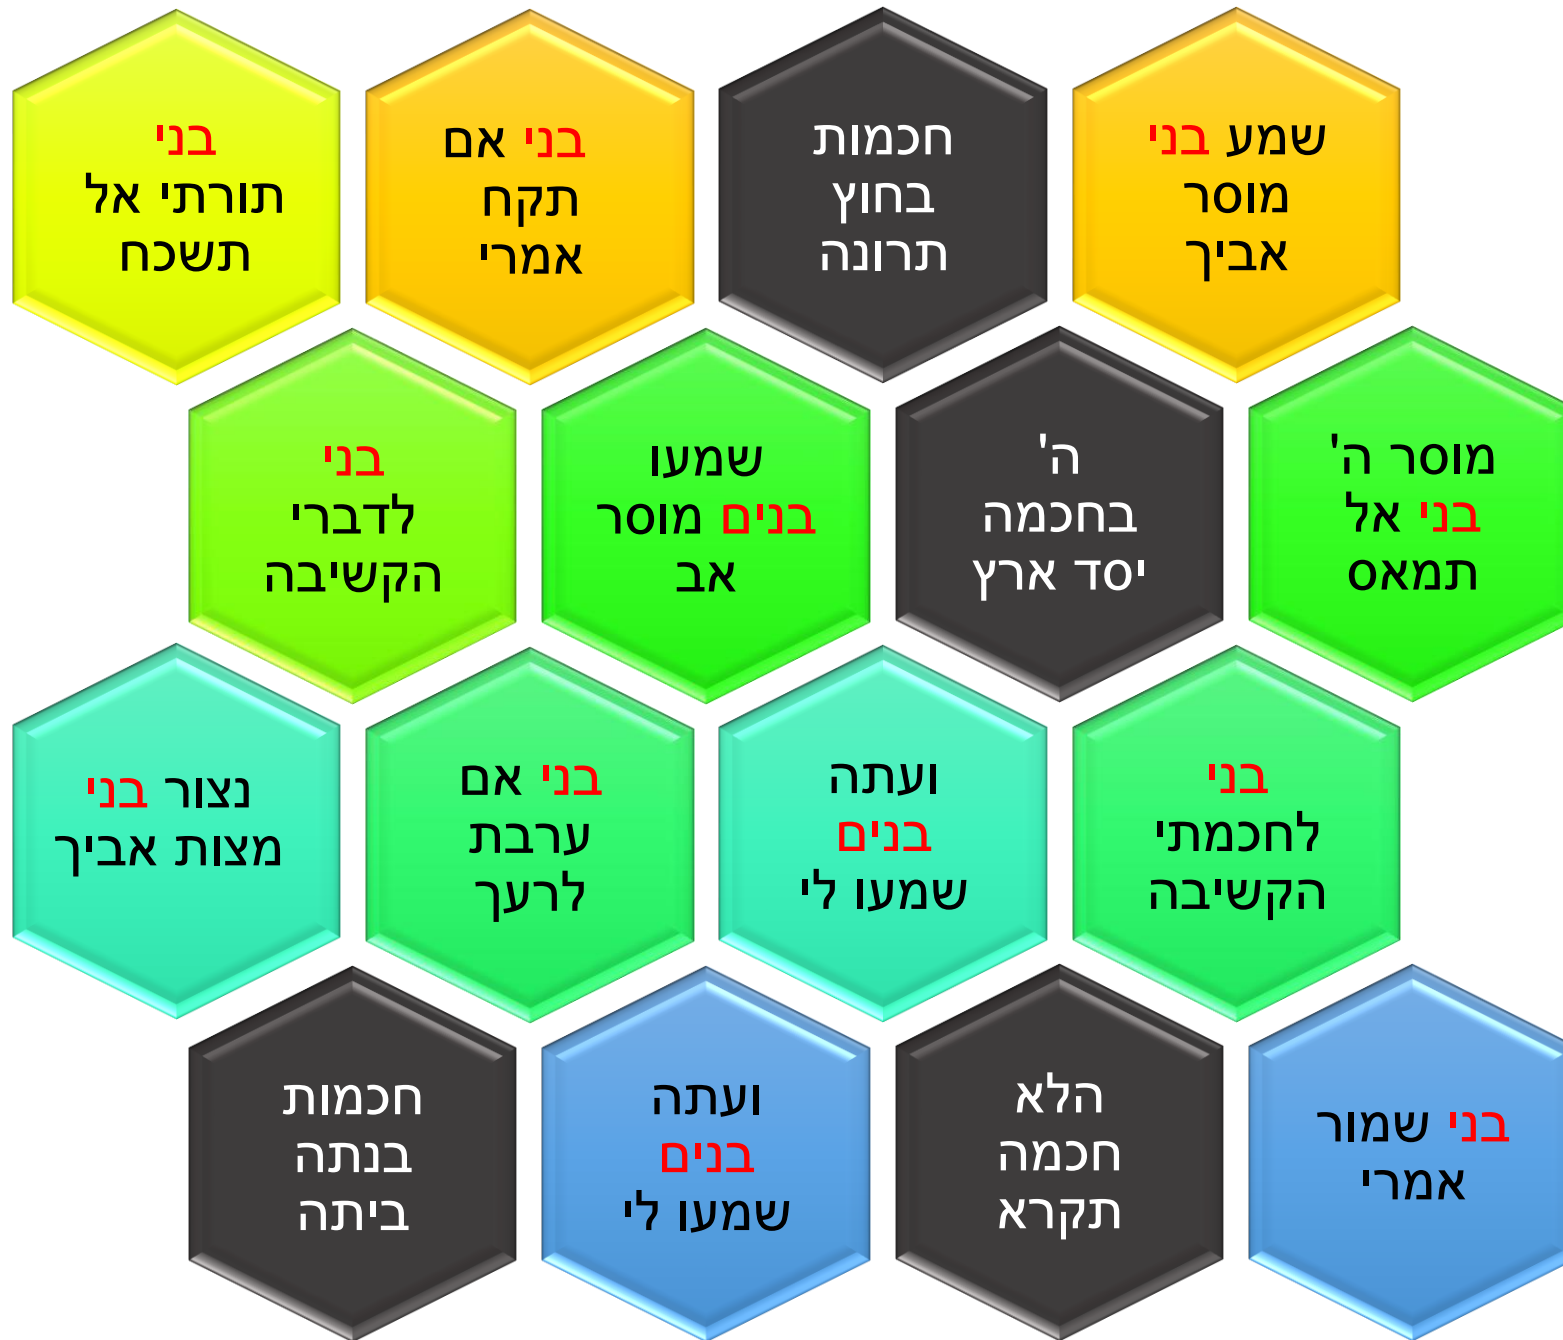 שמע בני
מוסר
אביך
חכמות
בחוץ
תרונה
בני אם
תקח
אמרי
בני
תורתי אל
תשכח
מוסר ה'
בני אל
תמאס
ה'
בחכמה
יסד ארץ
שמעו
בנים מוסר
אב
בני
לדברי
הקשיבה
בני
לחכמתי
הקשיבה
ועתה
בנים
שמעו לי
בני אם
ערבת
לרעך
נצור בני
מצות אביך
בני שמור
אמרי
הלא
חכמה
תקרא
ועתה
בנים
שמעו לי
חכמות
בנתה
ביתה